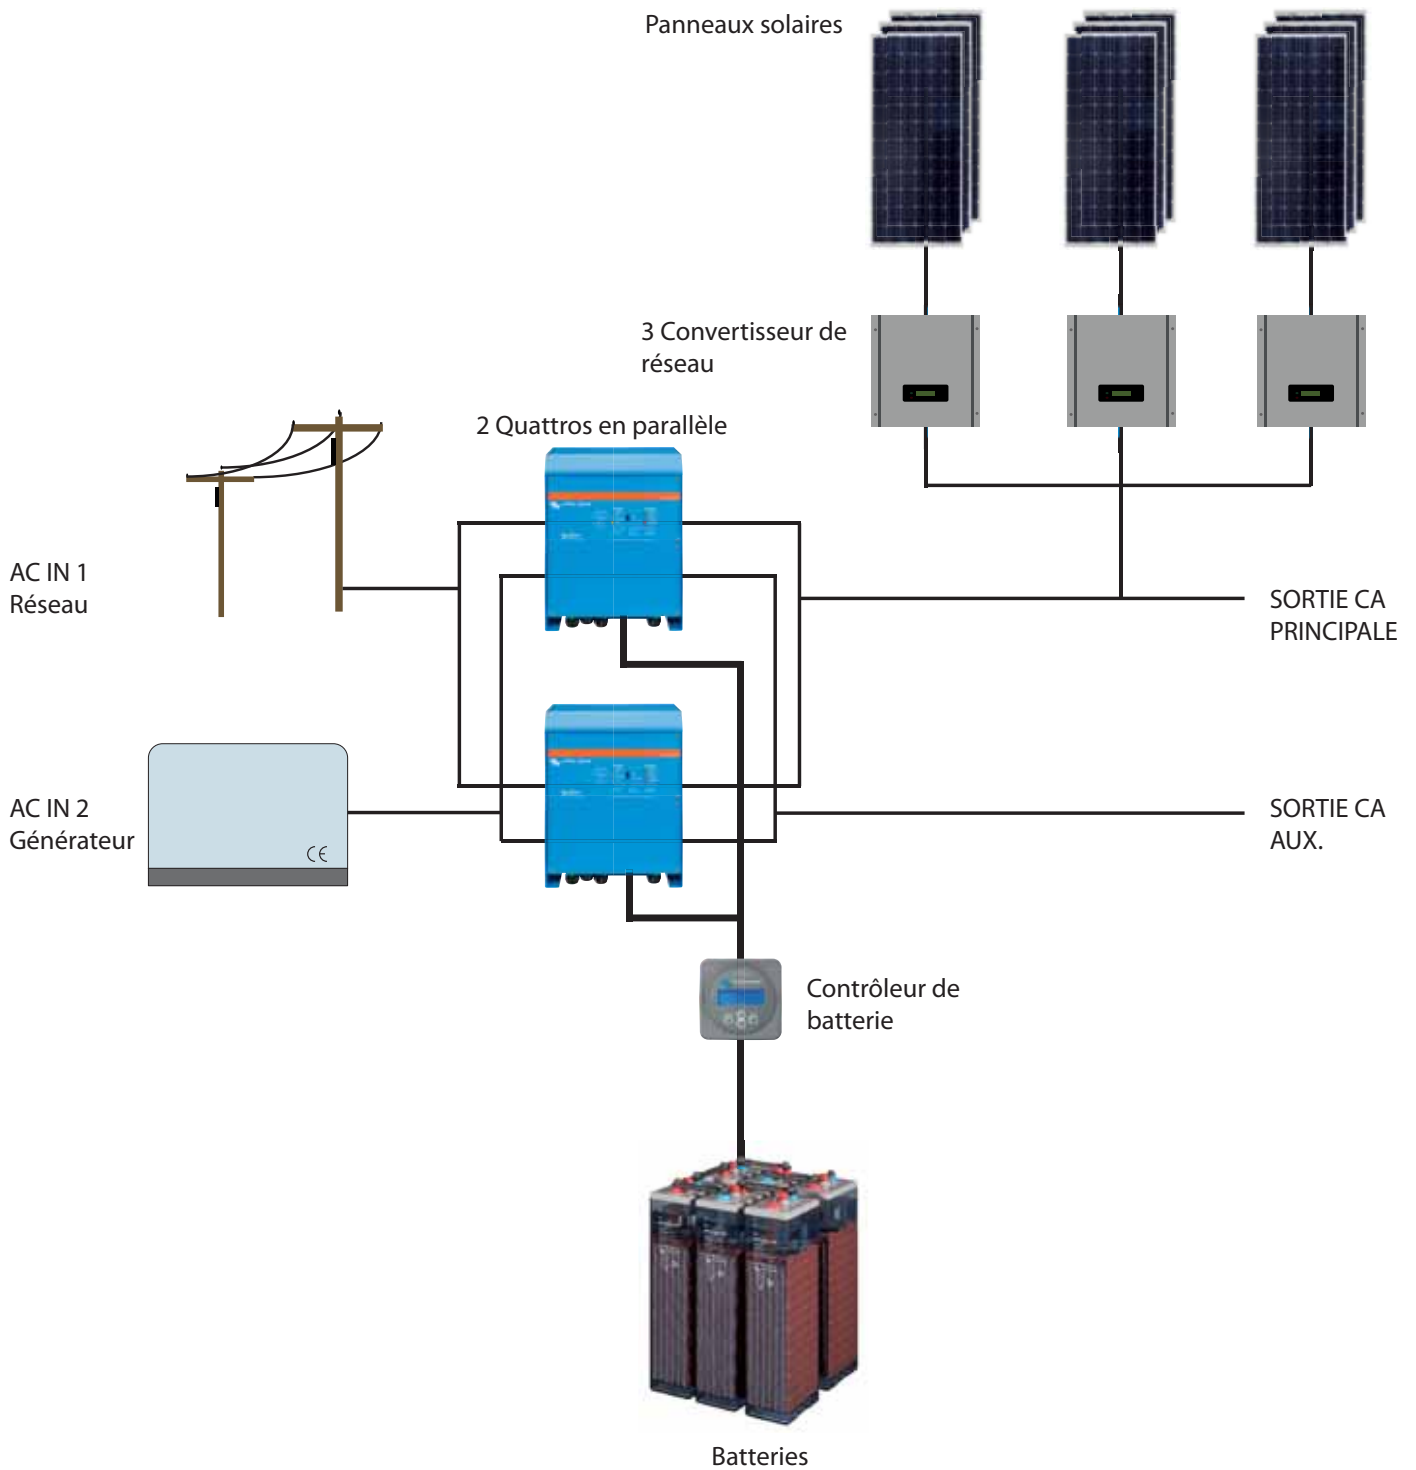 Panneaux solaires
3 Convertisseur de
réseau
2 Quattros en parallèle
AC IN 1
Réseau
SORTIE CA
PRINCIPALE
AC IN 2
Générateur
CE
SORTIE CA
AUX.
Contrôleur de
batterie
Batteries